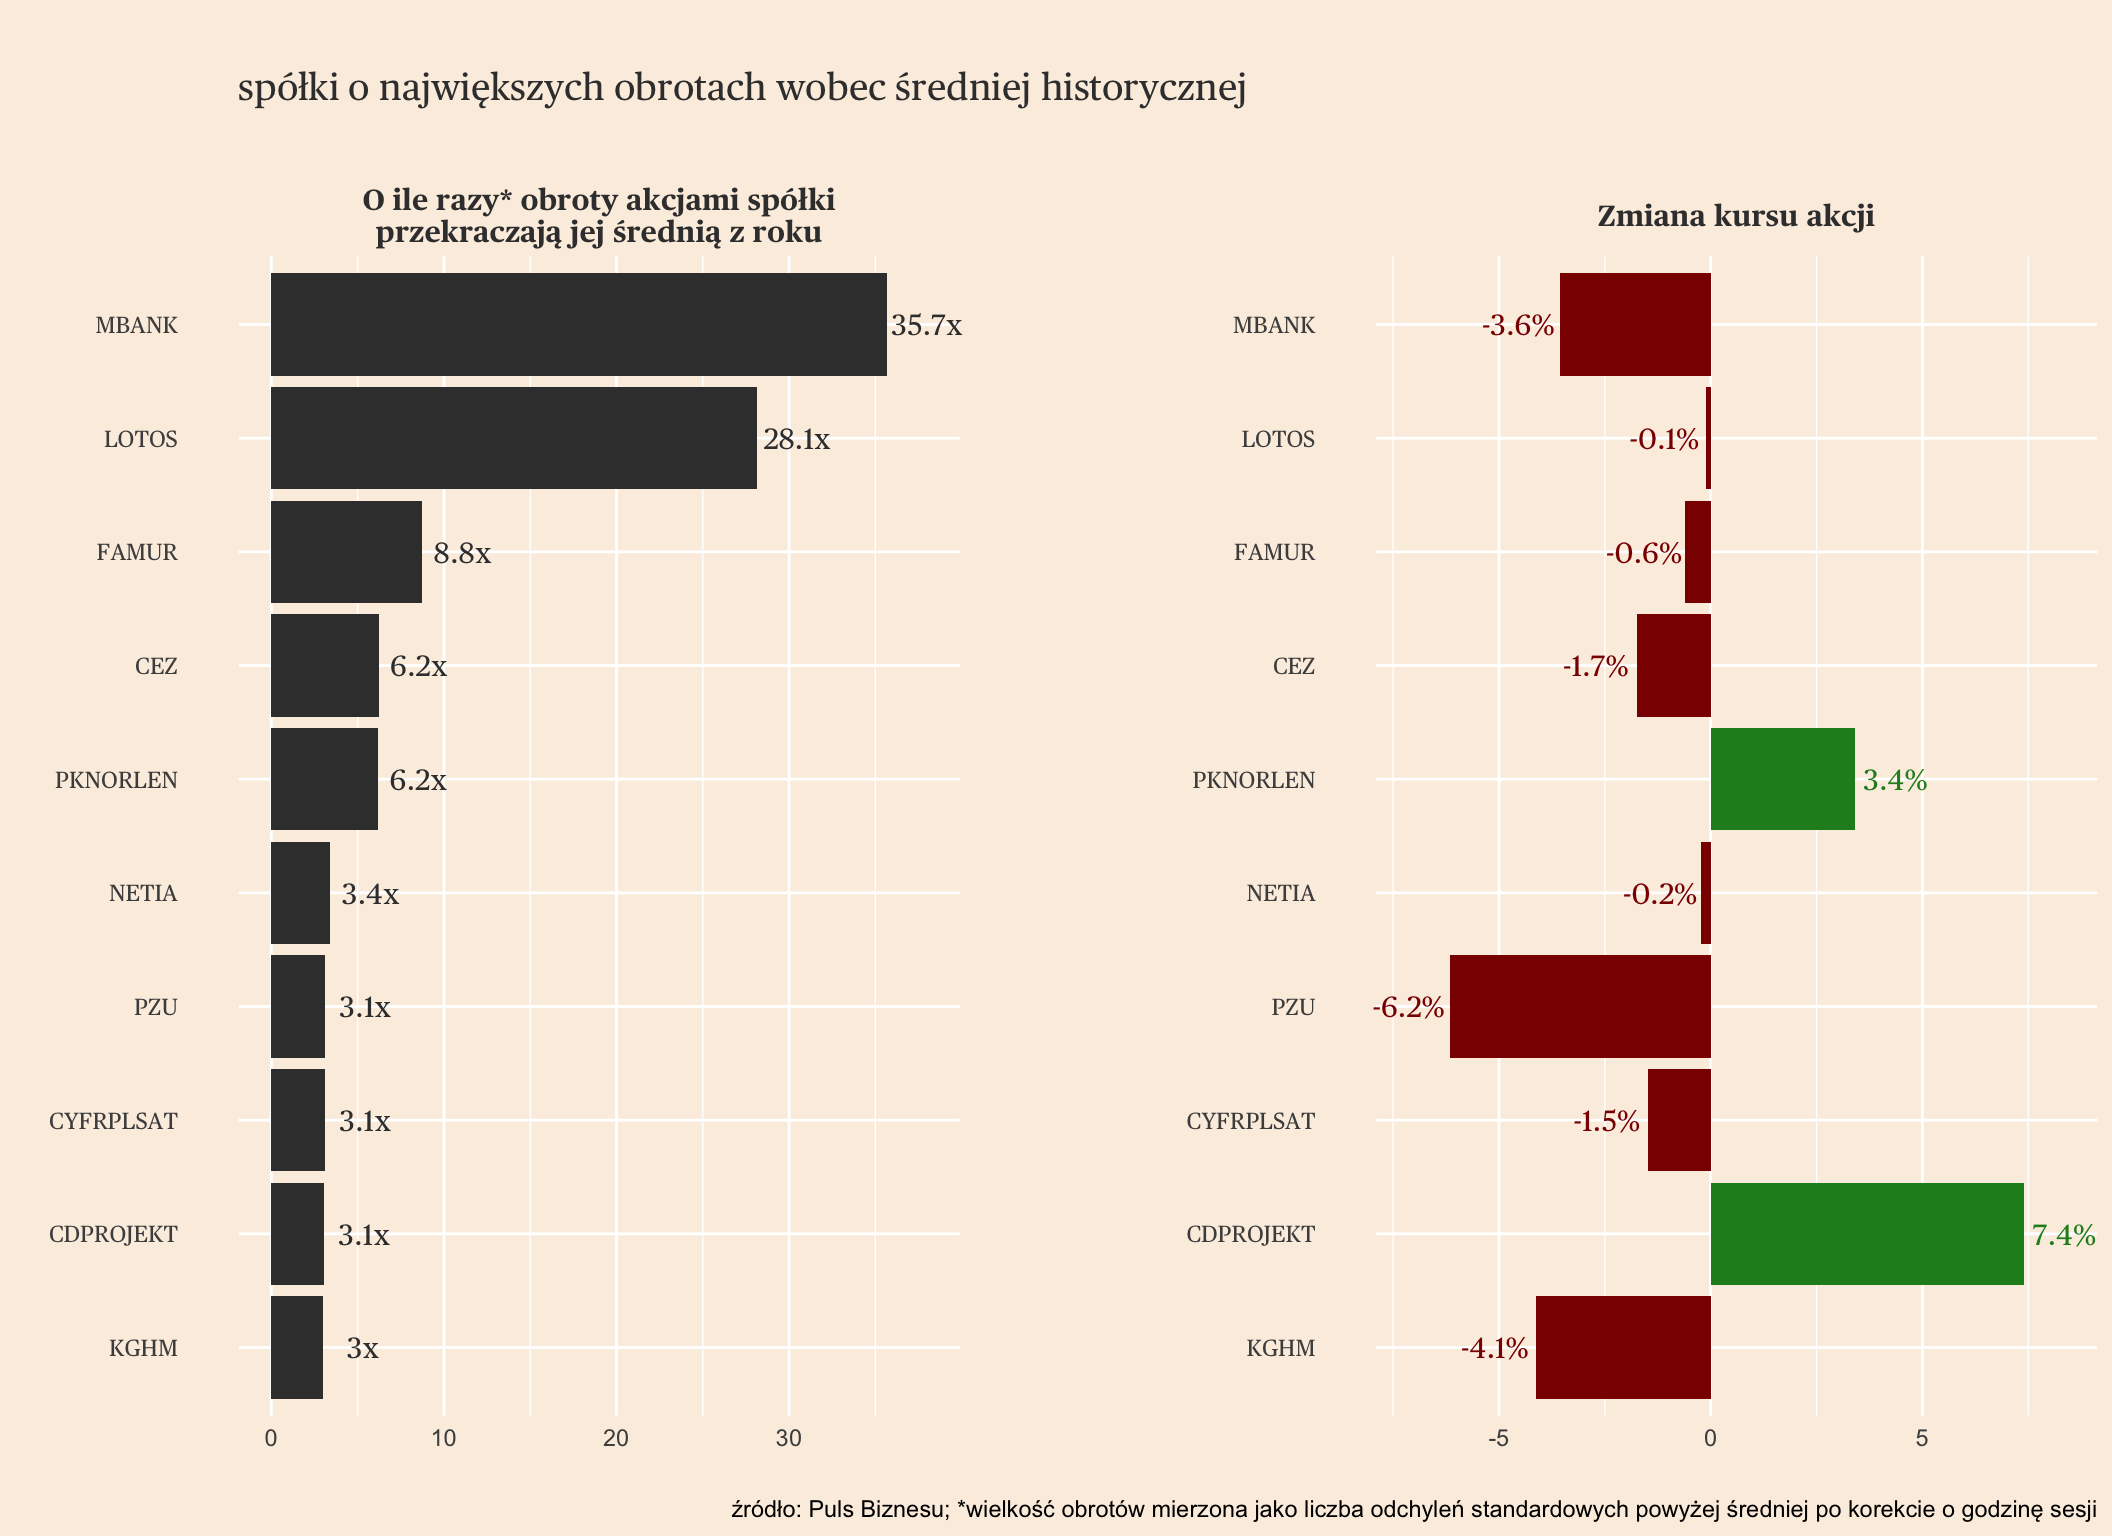 spółki o największych obrotach wobec średniej historycznej
O ile razy* obroty akcjami spółki
przekraczają jej średnią z roku
MBANK
35.7x
LOTOS
28.1x
FAMUR
8.8x
CEZ
6.2x
PKNORLEN
6.2x
NETIA
3.4x
PZU
3.1x
CYFRPLSAT
3.1x
CDPROJEKT
3.1x
KGHM
3x
0 10 20 30
Zmiana kursu akcji
MBANK
-3.6%
LOTOS
-0.1%
FAMUR
-0.6%
CEZ
-1.7%
PKNORLEN
3.4%
NETIA
-0.2%
PZU
-6.2%
CYFRPLSAT
-1.5%
CDPROJEKT
7.4%
KGHM
-4.1%
-5 0 5
źródło: Puls Biznesu; *wielkość obrotów mierzona jako liczba odchyleń standardowych powyżej średniej po korekcie o godzinę sesji